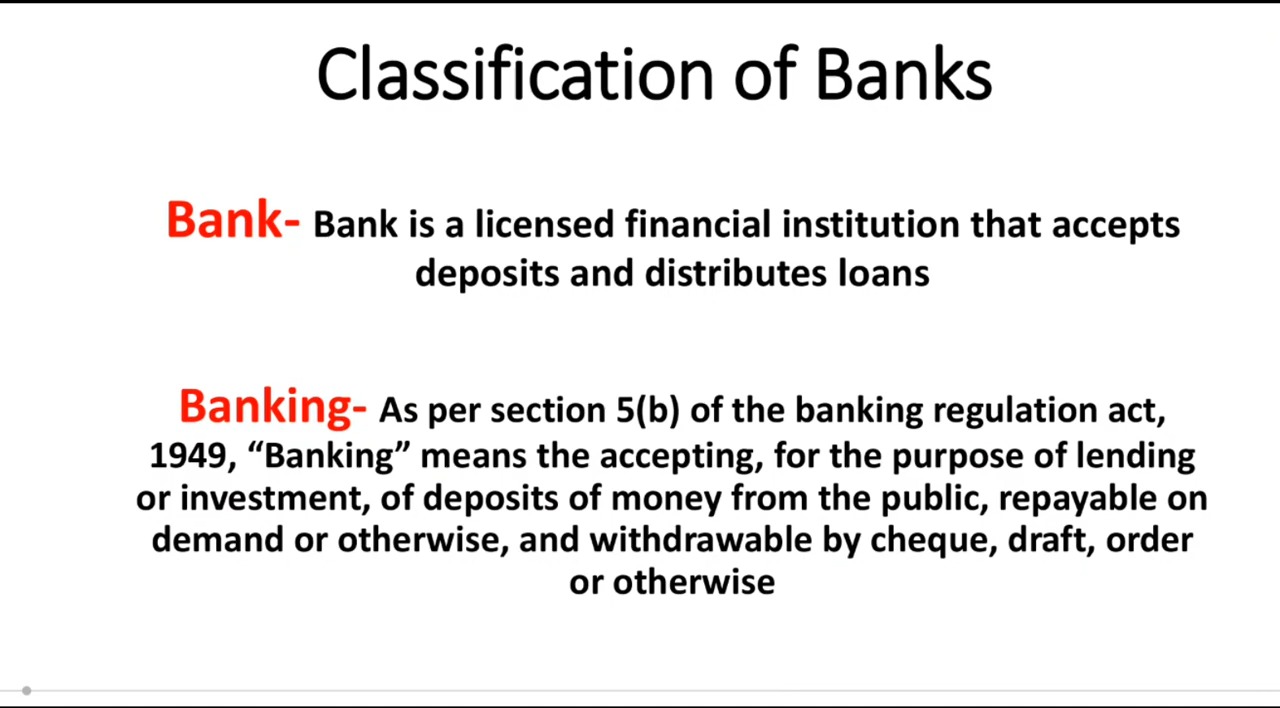 Classification of Banks
Bank- Bank is a licensed financial institution that accepts
deposits and distributes loans
Banking- As per section 5(b) of the banking regulation act,
1949, “Banking” means the accepting, for the purpose of lending
or investment, of deposits of money from the public, repayable on
demand or otherwise, and withdrawable by cheque, draft, order
or otherwise